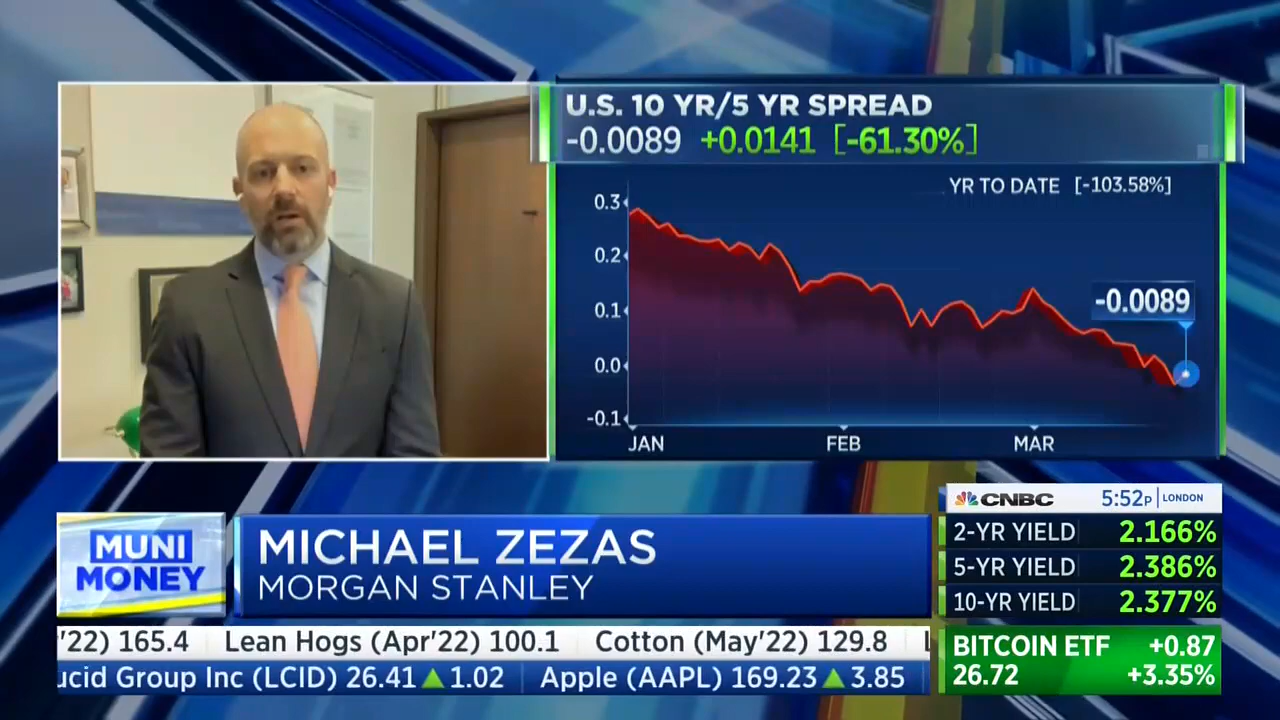 U.S. 10 YR/5 YR SPREAD
-0.0089 +0.0141 [-61.30%]
YR TO DATE [-103.58%]
0.3
0.2
0.1
0.0
-0.1
-0.0089
JAN FEB MAR
CNBC 5:52P LONDON
2-YR YIELD 2.166%
5-YR YIELD 2.386%
10-YR YIELD 2.377%
BITCOIN ETF +0.87
26.72 +3.35%
MUNI
MONEY
MICHAEL ZEZAS
MORGAN STANLEY
'22) 165.4 Lean Hogs (Apr'22) 100.1 Cotton (May'22) 129.8
ucid Group Inc (LCID) 26.41 ▲ 1.02 Apple (AAPL) 169.23 ▲ 3.85